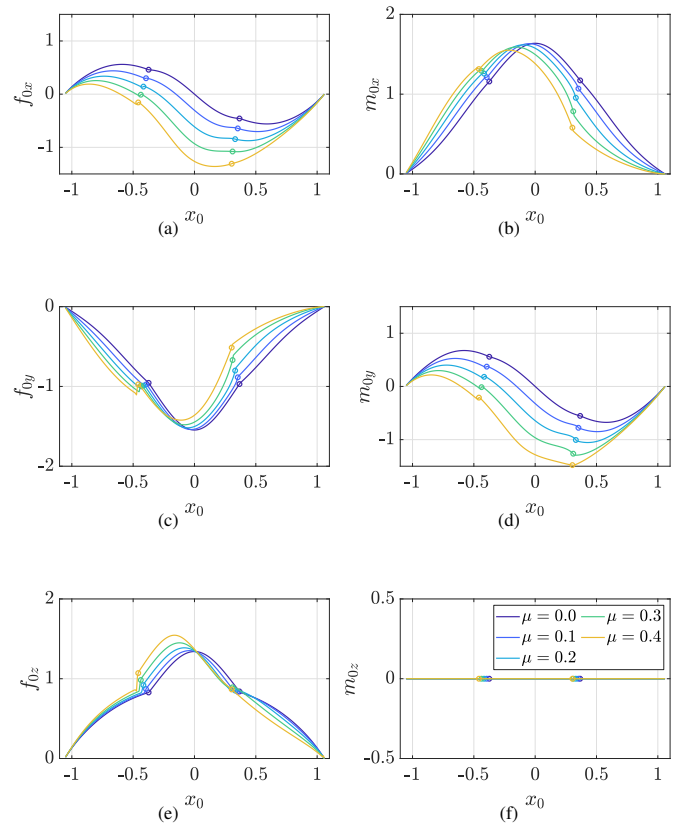 1
0
-1
f₀ₓ
-1 -0.5 0 0.5 1
x₀
(a)
2
1.5
1
0.5
0
m₀ₓ
-1 -0.5 0 0.5 1
x₀
(b)
0
-1
-2
f₀y
-1 -0.5 0 0.5 1
x₀
(c)
1
0
-1
m₀y
-1 -0.5 0 0.5 1
x₀
(d)
2
1
0
f₀z
-1 -0.5 0 0.5 1
x₀
(e)
0.5
0
-0.5
m₀z
μ = 0.0 μ = 0.3
μ = 0.1 μ = 0.4
μ = 0.2
-1 -0.5 0 0.5 1
x₀
(f)